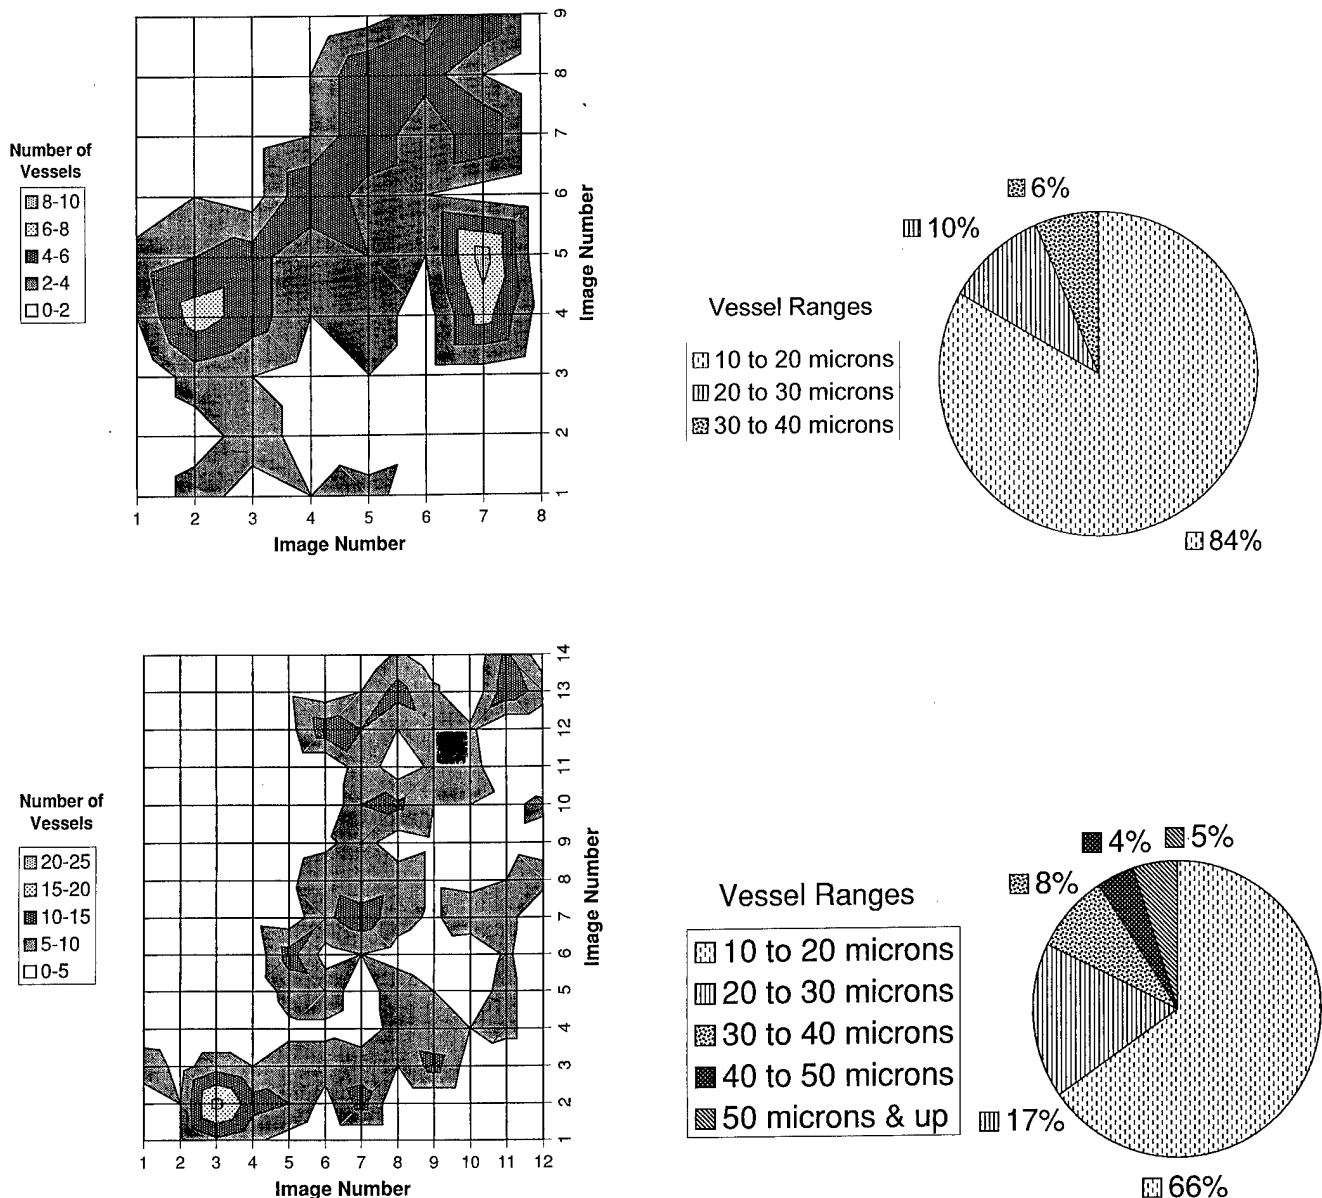 Number of
Vessels
8-10
6-8
4-6
2-4
0-2
9
8
7
6
5
4
3
2
1
Image Number
1 2 3 4 5 6 7 8
Image Number
Vessel Ranges
10 to 20 microns
20 to 30 microns
30 to 40 microns
6%
10%
84%
Number of
Vessels
20-25
15-20
10-15
5-10
0-5
14
13
12
11
10
9
8
7
6
5
4
3
2
1
Image Number
1 2 3 4 5 6 7 8 9 10 11 12
Image Number
Vessel Ranges
10 to 20 microns
20 to 30 microns
30 to 40 microns
40 to 50 microns
50 microns & up
4% 5%
8%
17%
66%